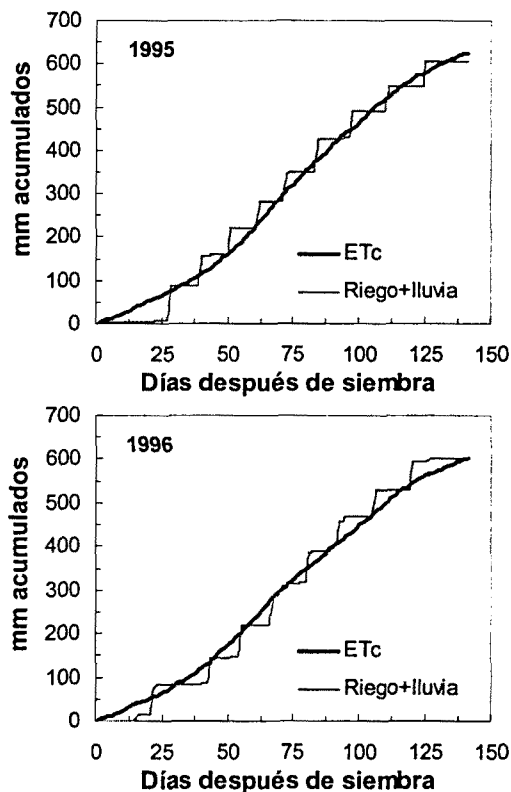 700
600
500
400
300
200
100
0
mm acumulados
1995
ETc
Riego+lluvia
0 25 50 75 100 125 150
Días después de siembra
700
600
500
400
300
200
100
0
mm acumulados
1996
ETc
Riego+lluvia
0 25 50 75 100 125 150
Días después de siembra